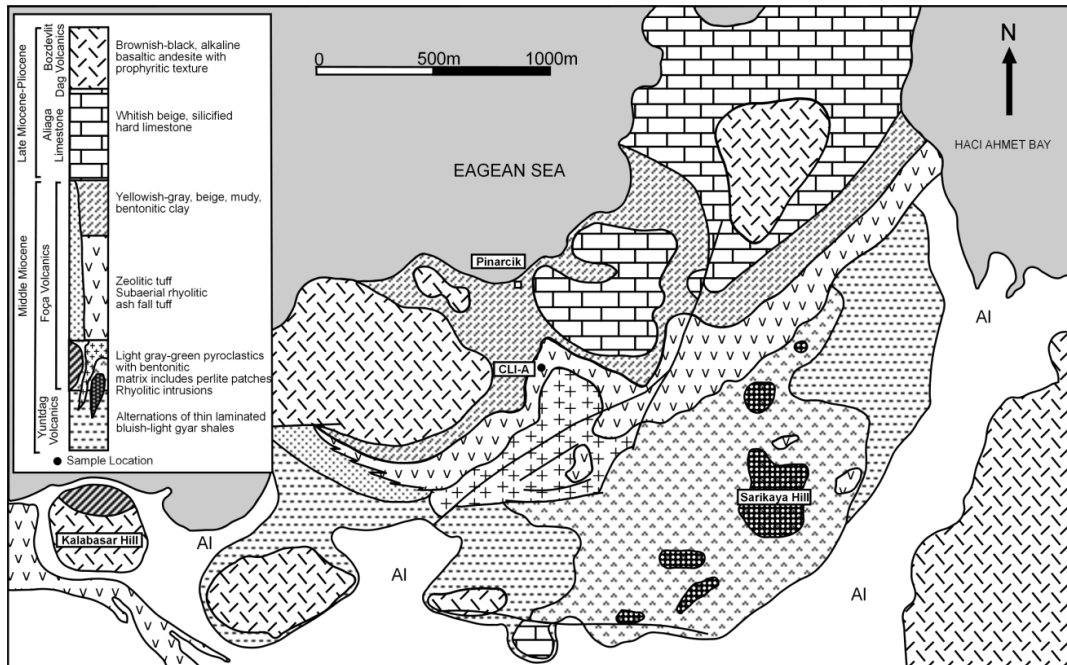 Late Miocene-Pliocene
Bozdevlit
Dag Volcanics
Aliaga
Limestone
Middle Miocene
Foça Volcanics
Yuntdag
Volcanics
Brownish-black, alkaline
basaltic andesite with
prophyritic texture
Whitish beige, silicified
hard limestone
Yellowish-gray, beige, mudy,
bentonitic clay
Zeolitic tuff
Subaerial rhyolitic
ash fall tuff
Light gray-green pyroclastics
with bentonitic
matrix includes perlite patches
Rhyolitic intrusions
Alternations of thin laminated
bluish-light gyar shales
Sample Location
0 500m 1000m
N
HACI AHMET BAY
EAGEAN SEA
Pinarcik
Al
CLI-A
Sarikaya Hill
Kalabasar Hill
Al
Al
Al